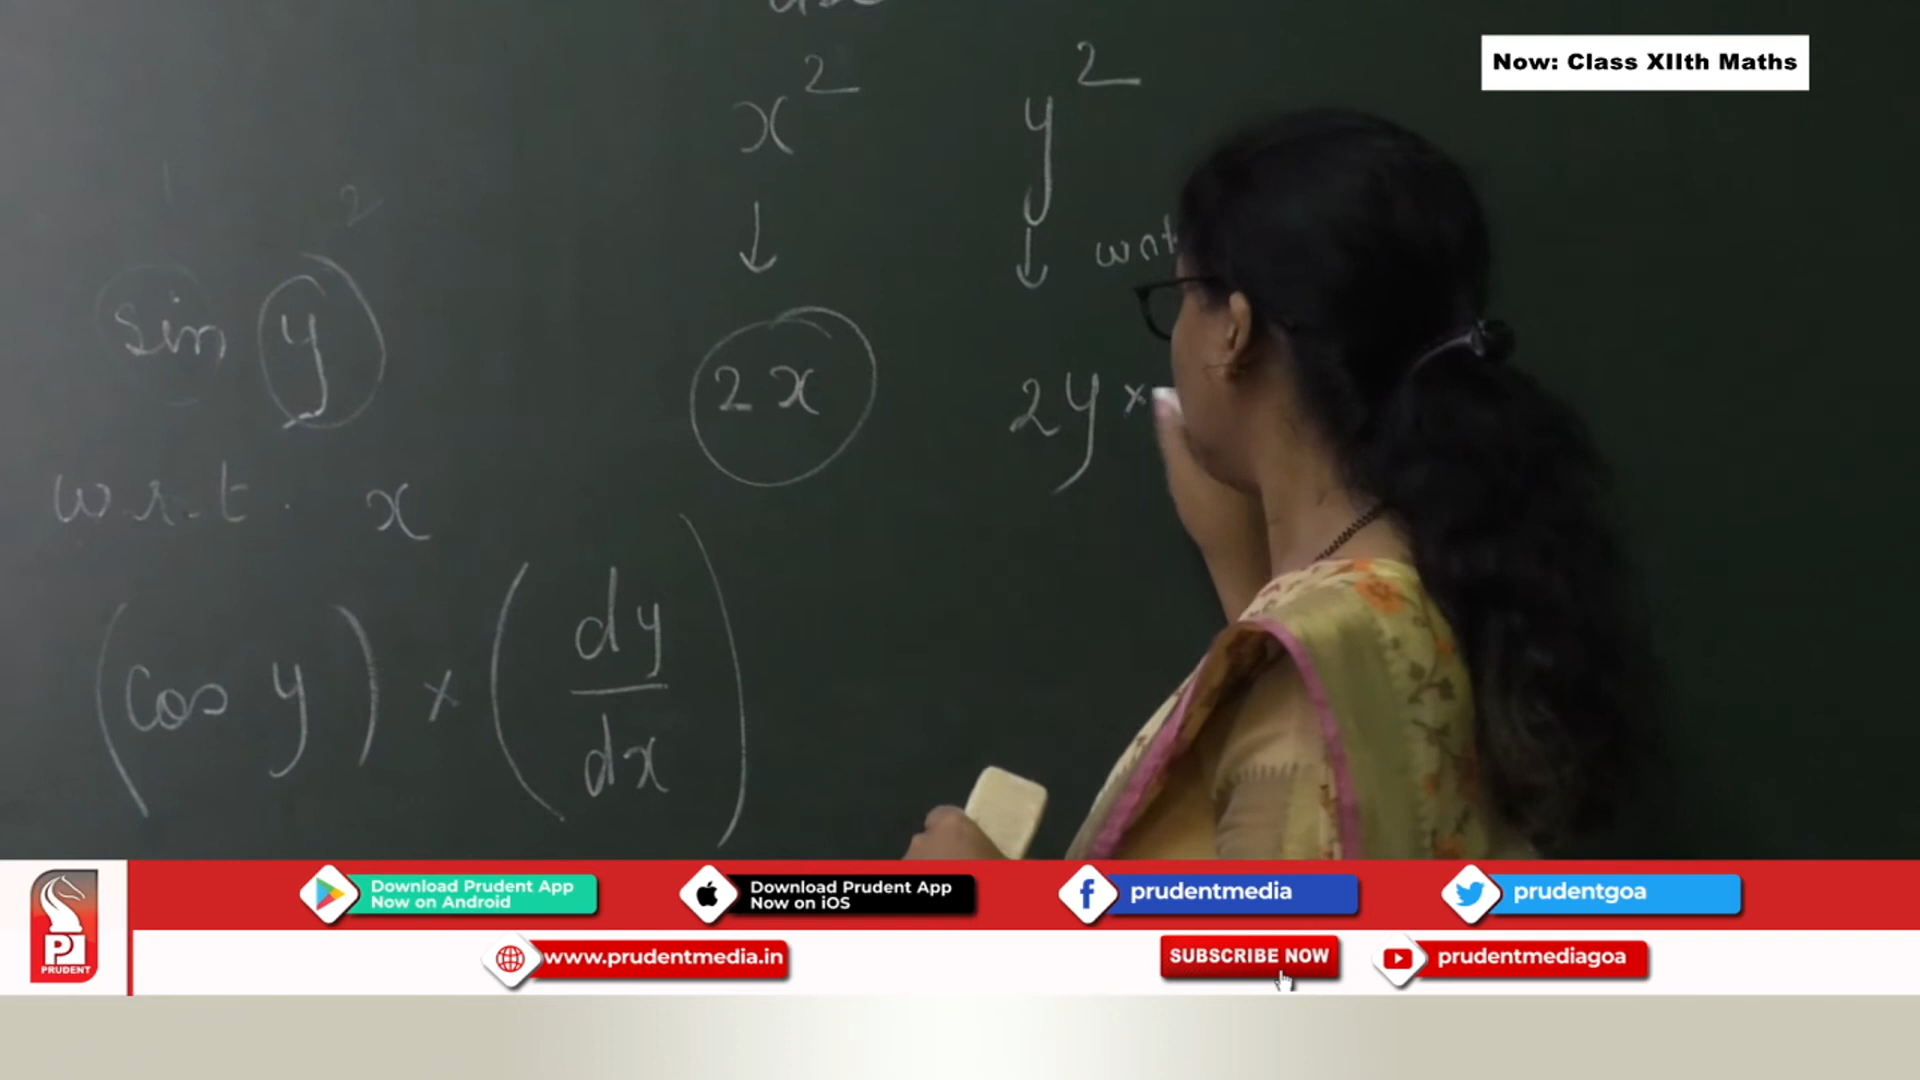 Now: Class XIIth Maths
x² y²
↓ ↓ wrt
sin y
2x 2y ×
w.r.t. x
(cos y) × (dy/dx)
Download Prudent App
Now on Android
Download Prudent App
Now on iOS
prudentmedia
prudentgoa
PRUDENT
www.prudentmedia.in
SUBSCRIBE NOW
prudentmediagoa